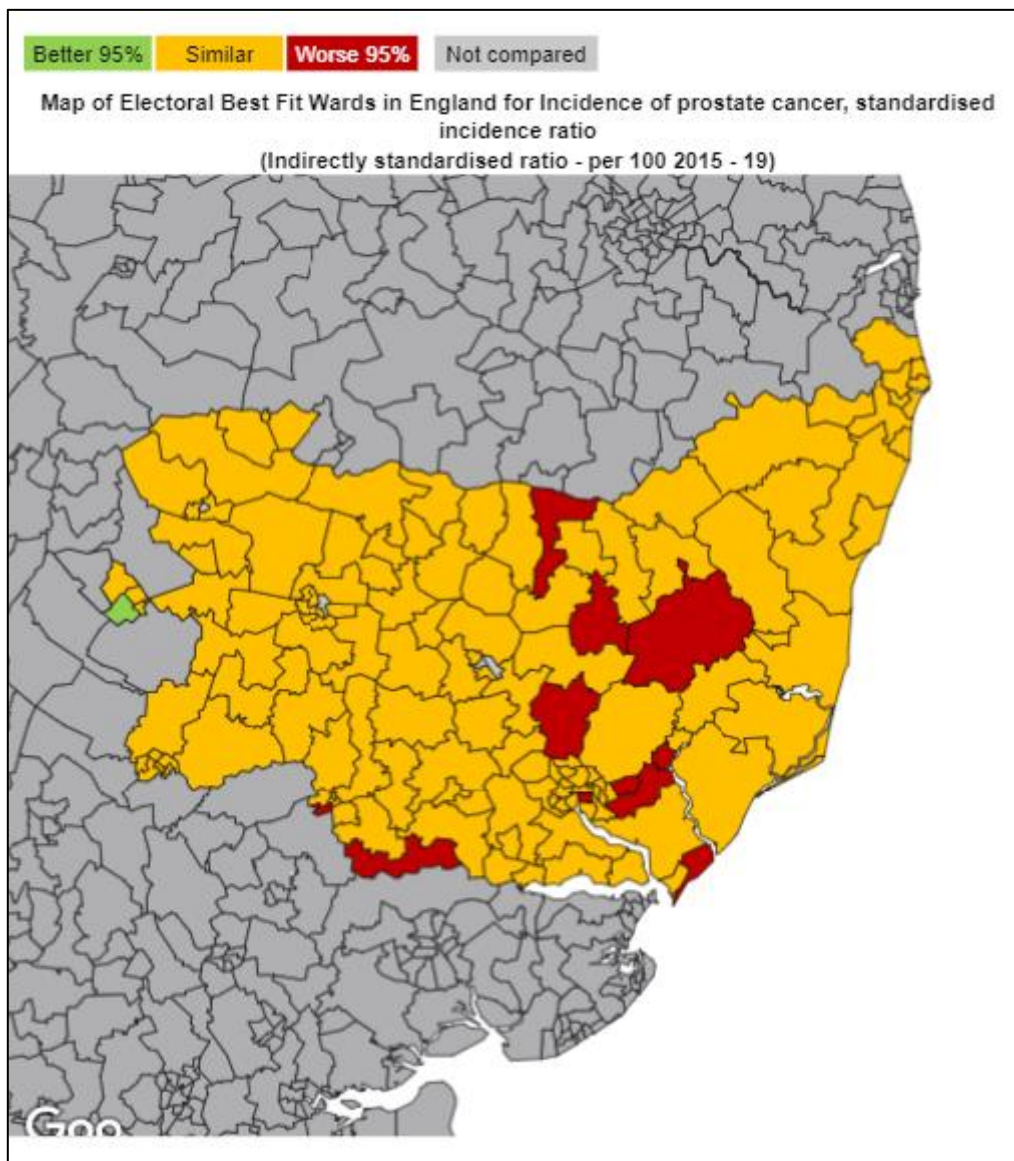 Better 95% Similar Worse 95% Not compared
Map of Electoral Best Fit Wards in England for Incidence of prostate cancer, standardised
incidence ratio
(Indirectly standardised ratio - per 100 2015 - 19)